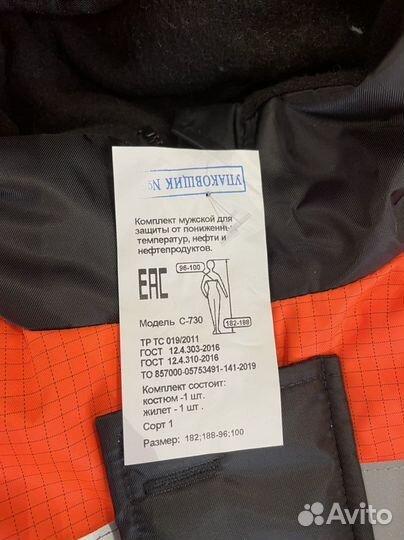 УПАКОВЩИК №
Комплект мужской для
защиты от пониженны
температур, нефти и
нефтепродуктов.
EAC
96-100
182-188
Модель С-730
ТР ТС 019/2011
ГОСТ 12.4.303-2016
ГОСТ 12.4.310-2016
ТО 857000-05753491-141-2019
Комплект состоит:
костюм -1 шт.
жилет - 1 шт .
Сорт 1
Размер: 182;188-96;100
Avito